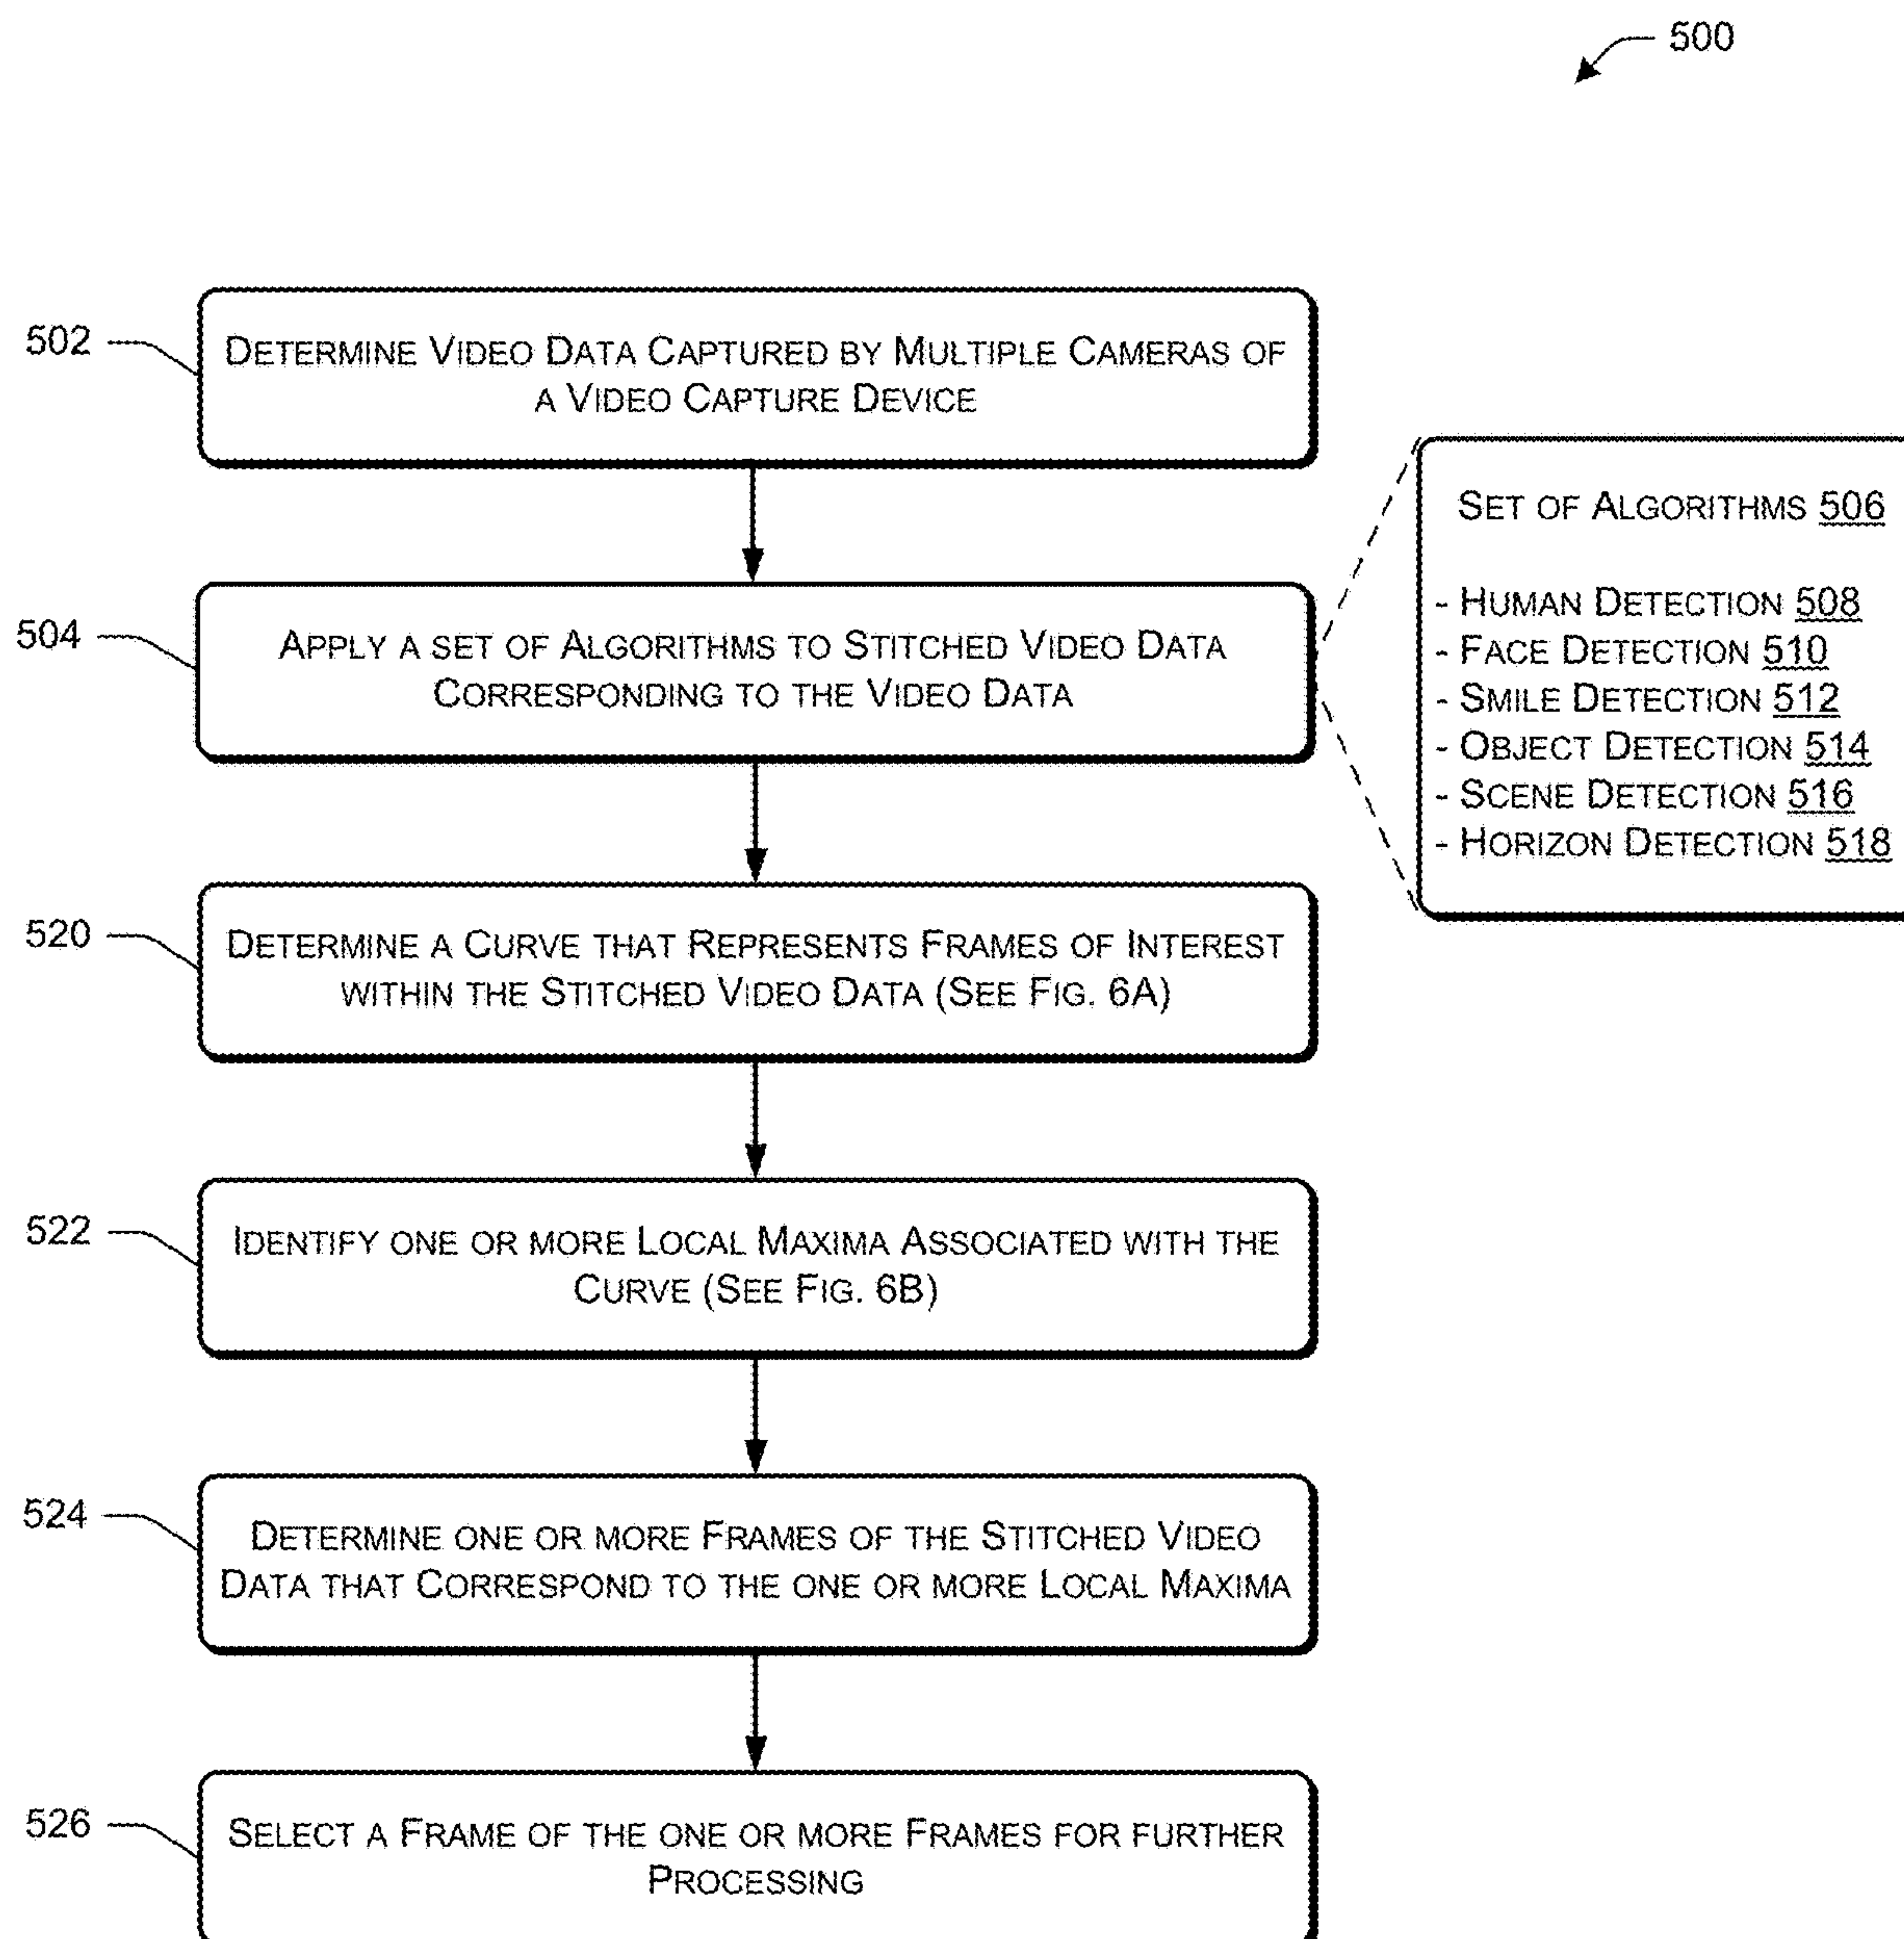 500
502
DETERMINE VIDEO DATA CAPTURED BY MULTIPLE CAMERAS OF
A VIDEO CAPTURE DEVICE
504
APPLY A SET OF ALGORITHMS TO STITCHED VIDEO DATA
CORRESPONDING TO THE VIDEO DATA
SET OF ALGORITHMS 506
- HUMAN DETECTION 508
- FACE DETECTION 510
- SMILE DETECTION 512
- OBJECT DETECTION 514
- SCENE DETECTION 516
- HORIZON DETECTION 518
520
DETERMINE A CURVE THAT REPRESENTS FRAMES OF INTEREST
WITHIN THE STITCHED VIDEO DATA (SEE FIG. 6A)
522
IDENTIFY ONE OR MORE LOCAL MAXIMA ASSOCIATED WITH THE
CURVE (SEE FIG. 6B)
524
DETERMINE ONE OR MORE FRAMES OF THE STITCHED VIDEO
DATA THAT CORRESPOND TO THE ONE OR MORE LOCAL MAXIMA
526
SELECT A FRAME OF THE ONE OR MORE FRAMES FOR FURTHER
PROCESSING